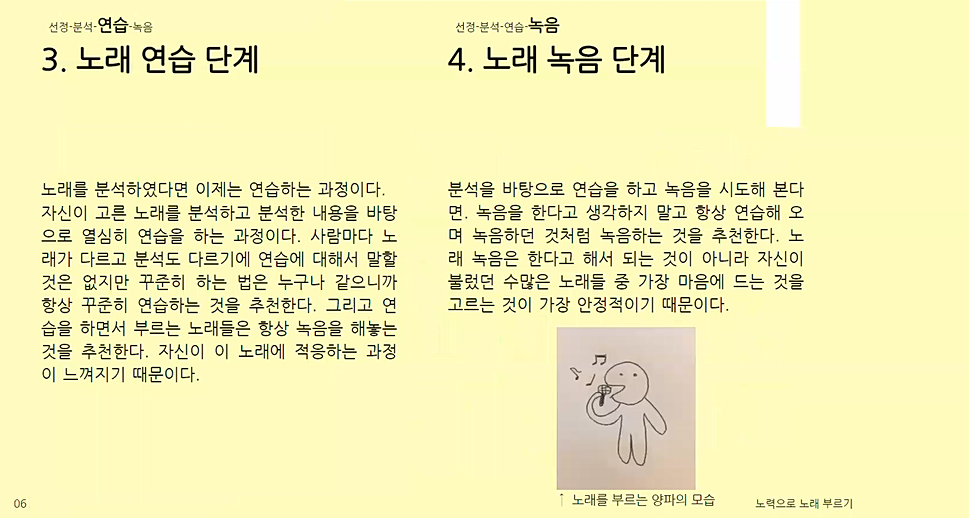 선정-분석-연습-녹음
3. 노래 연습 단계
노래를 분석하였다면 이제는 연습하는 과정이다.
자신이 고른 노래를 분석하고 분석한 내용을 바탕
으로 열심히 연습을 하는 과정이다. 사람마다 노
래가 다르고 분석도 다르기에 연습에 대해서 말할
것은 없지만 꾸준히 하는 법은 누구나 같으니까
항상 꾸준히 연습하는 것을 추천한다. 그리고 연
습을 하면서 부르는 노래들은 항상 녹음을 해놓는
것을 추천한다. 자신이 이 노래에 적응하는 과정
이 느껴지기 때문이다.
06
선정-분석-연습-녹음
4. 노래 녹음 단계
분석을 바탕으로 연습을 하고 녹음을 시도해 본다
면. 녹음을 한다고 생각하지 말고 항상 연습해 오
며 녹음하던 것처럼 녹음하는 것을 추천한다. 노
래 녹음은 한다고 해서 되는 것이 아니라 자신이
불렀던 수많은 노래들 중 가장 마음에 드는 것을
고르는 것이 가장 안정적이기 때문이다.
↑ 노래를 부르는 양파의 모습
노력으로 노래 부르기